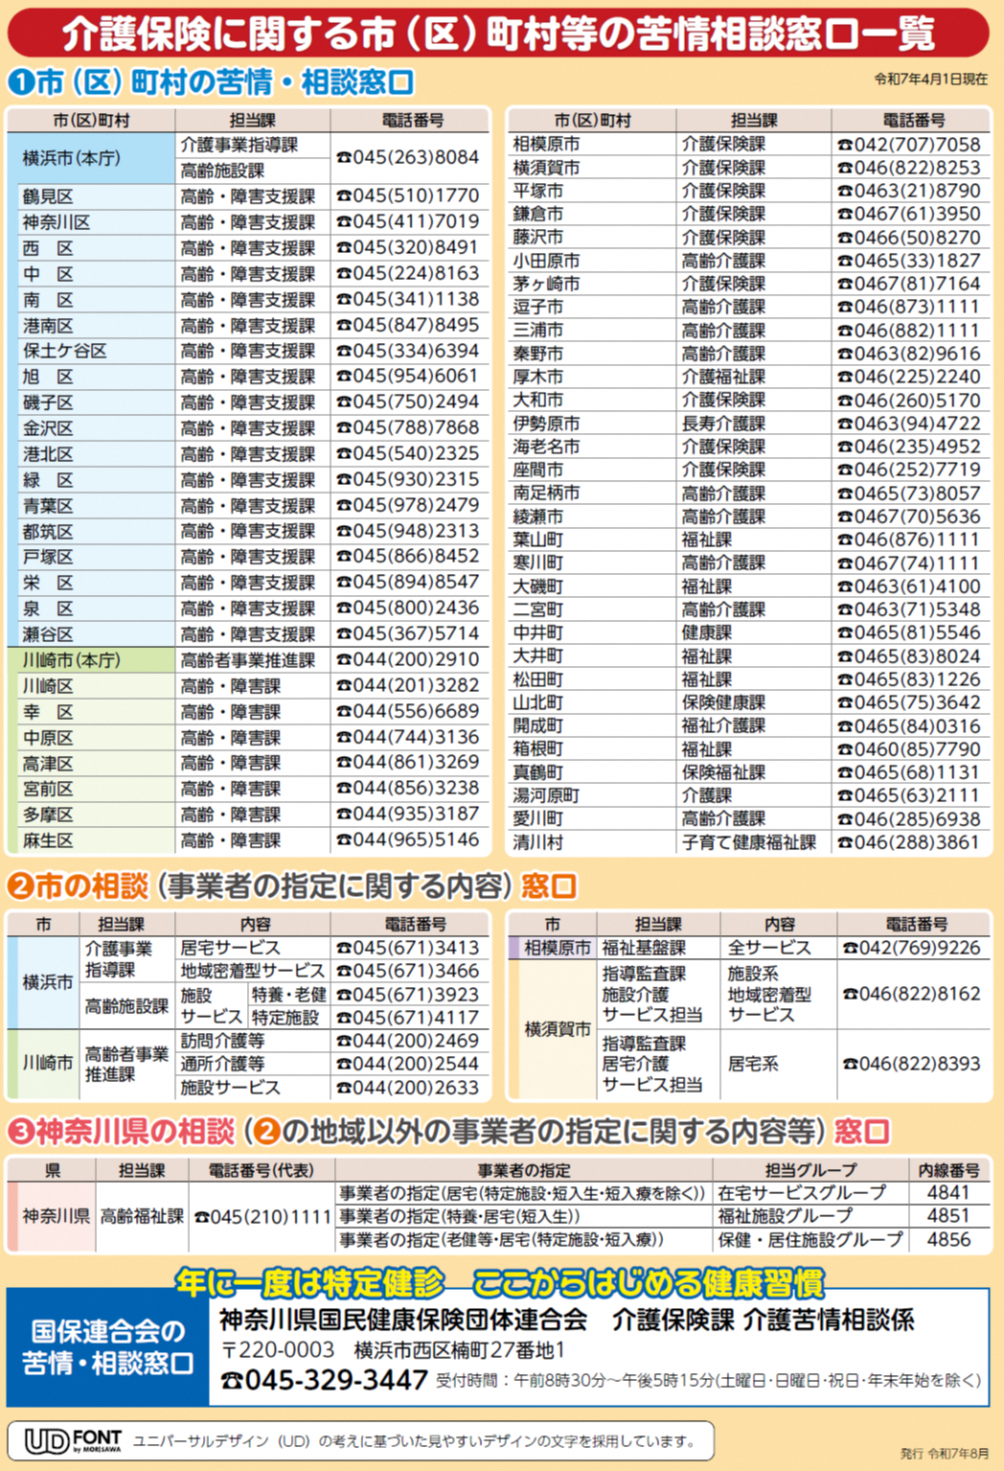 介護保険に関する市(区)町村等の苦情相談窓口一覧
❶市(区)町村の苦情・相談窓口
令和7年4月1日現在
市(区)町村 担当課 電話番号
横浜市(本庁) 介護事業指導課 高齢施設課 ☎045(263)8084
鶴見区 高齢・障害支援課 ☎045(510)1770
神奈川区 高齢・障害支援課 ☎045(411)7019
西 区 高齢・障害支援課 ☎045(320)8491
中 区 高齢・障害支援課 ☎045(224)8163
南 区 高齢・障害支援課 ☎045(341)1138
港南区 高齢・障害支援課 ☎045(847)8495
保土ケ谷区 高齢・障害支援課 ☎045(334)6394
旭 区 高齢・障害支援課 ☎045(954)6061
磯子区 高齢・障害支援課 ☎045(750)2494
金沢区 高齢・障害支援課 ☎045(788)7868
港北区 高齢・障害支援課 ☎045(540)2325
緑 区 高齢・障害支援課 ☎045(930)2315
青葉区 高齢・障害支援課 ☎045(978)2479
都筑区 高齢・障害支援課 ☎045(948)2313
戸塚区 高齢・障害支援課 ☎045(866)8452
栄 区 高齢・障害支援課 ☎045(894)8547
泉 区 高齢・障害支援課 ☎045(800)2436
瀬谷区 高齢・障害支援課 ☎045(367)5714
川崎市(本庁) 高齢者事業推進課 ☎044(200)2910
川崎区 高齢・障害課 ☎044(201)3282
幸 区 高齢・障害課 ☎044(556)6689
中原区 高齢・障害課 ☎044(744)3136
高津区 高齢・障害課 ☎044(861)3269
宮前区 高齢・障害課 ☎044(856)3238
多摩区 高齢・障害課 ☎044(935)3187
麻生区 高齢・障害課 ☎044(965)5146
市(区)町村 担当課 電話番号
相模原市 介護保険課 ☎042(707)7058
横須賀市 介護保険課 ☎046(822)8253
平塚市 介護保険課 ☎0463(21)8790
鎌倉市 介護保険課 ☎0467(61)3950
藤沢市 介護保険課 ☎0466(50)8270
小田原市 高齢介護課 ☎0465(33)1827
茅ヶ崎市 介護保険課 ☎0467(81)7164
逗子市 高齢介護課 ☎046(873)1111
三浦市 高齢介護課 ☎046(882)1111
秦野市 高齢介護課 ☎0463(82)9616
厚木市 介護福祉課 ☎046(225)2240
大和市 介護保険課 ☎046(260)5170
伊勢原市 長寿介護課 ☎0463(94)4722
海老名市 介護保険課 ☎046(235)4952
座間市 介護保険課 ☎046(252)7719
南足柄市 高齢介護課 ☎0465(73)8057
綾瀬市 高齢介護課 ☎0467(70)5636
葉山町 福祉課 ☎046(876)1111
寒川町 高齢介護課 ☎0467(74)1111
大磯町 福祉課 ☎0463(61)4100
二宮町 高齢介護課 ☎0463(71)5348
中井町 健康課 ☎0465(81)5546
大井町 福祉課 ☎0465(83)8024
松田町 福祉課 ☎0465(83)1226
山北町 保険健康課 ☎0465(75)3642
開成町 福祉介護課 ☎0465(84)0316
箱根町 福祉課 ☎0460(85)7790
真鶴町 保険福祉課 ☎0465(68)1131
湯河原町 介護課 ☎0465(63)2111
愛川町 高齢介護課 ☎046(285)6938
清川村 子育て健康福祉課 ☎046(288)3861
❷市の相談(事業者の指定に関する内容)窓口
市 担当課 内容 電話番号
横浜市
介護事業
指導課
居宅サービス ☎045(671)3413
地域密着型サービス ☎045(671)3466
高齢施設課
施設
サービス
特養・老健 ☎045(671)3923
特定施設 ☎045(671)4117
川崎市
高齢者事業
推進課
訪問介護等 ☎044(200)2469
通所介護等 ☎044(200)2544
施設サービス ☎044(200)2633
市 担当課 内容 電話番号
相模原市 福祉基盤課 全サービス ☎042(769)9226
横須賀市
指導監査課
施設介護
サービス担当
施設系
地域密着型
サービス
☎046(822)8162
指導監査課
居宅介護
サービス担当
居宅系
☎046(822)8393
❸神奈川県の相談(❷の地域以外の事業者の指定に関する内容等)窓口
県 担当課 電話番号(代表) 事業者の指定 担当グループ 内線番号
神奈川県 高齢福祉課 ☎045(210)1111
事業者の指定(居宅(特定施設・短入生・短入療を除く)) 在宅サービスグループ 4841
事業者の指定(特養・居宅(短入生)) 福祉施設グループ 4851
事業者の指定(老健等・居宅(特定施設・短入療)) 保健・居住施設グループ 4856
年に一度は特定健診 ここからはじめる健康習慣
国保連合会の
苦情・相談窓口
神奈川県国民健康保険団体連合会 介護保険課 介護苦情相談係
〒220-0003 横浜市西区楠町27番地1
☎045-329-3447 受付時間:午前8時30分～午後5時15分(土曜日・日曜日・祝日・年末年始を除く)
UD FONT
by MORISAWA
ユニバーサルデザイン(UD)の考えに基づいた見やすいデザインの文字を採用しています。
発行 令和7年8月